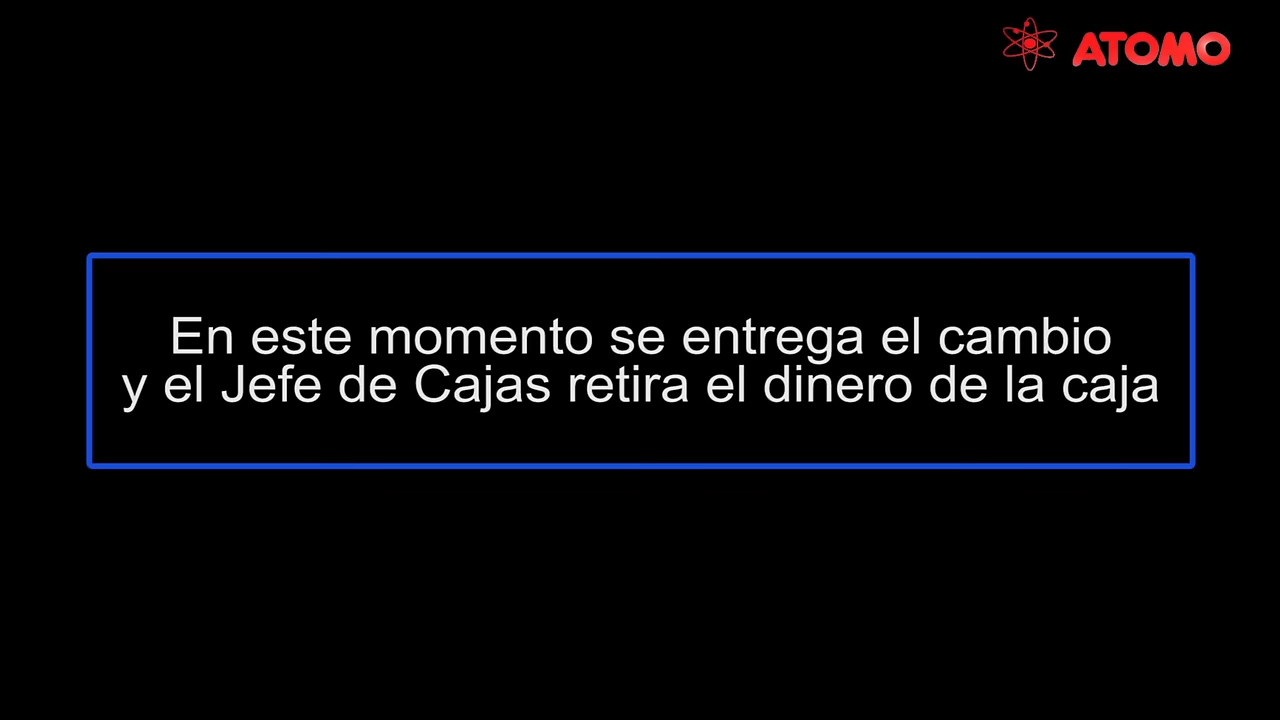 ATOMO
En este momento se entrega el cambio
y el Jefe de Cajas retira el dinero de la caja